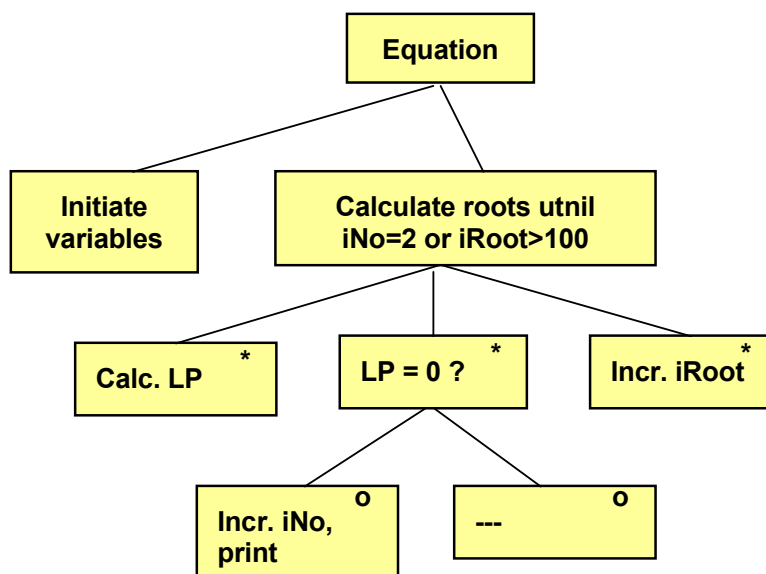 Equation
Initiate
variables
Calculate roots utnil
iNo=2 or iRoot>100
Calc. LP *
LP = 0 ? *
Incr. iRoot *
Incr. iNo, o
print
--- o